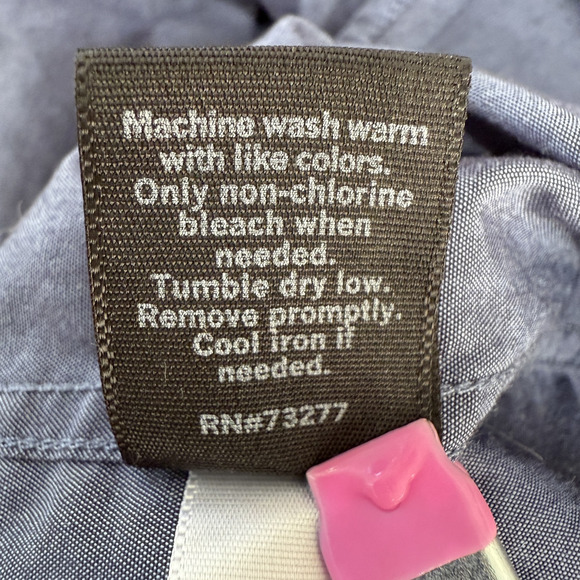 Machine wash warm
with like colors.
Only non-chlorine
bleach when
needed.
Tumble dry low.
Remove promptly.
Cool iron if
needed.
RN#73277